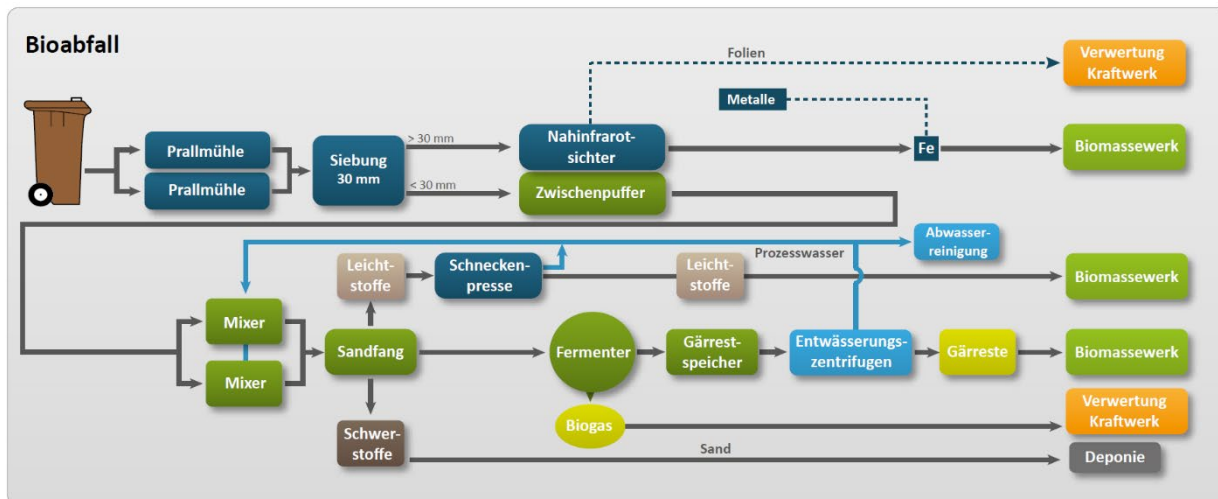 Bioabfall
Folien
Verwertung
Kraftwerk
Metalle
Prallmühle
Prallmühle
Siebung
30 mm
> 30 mm
< 30 mm
Nahinfrarot-
sichter
Zwischenpuffer
Fe
Biomassewerk
Prozesswasser
Abwasser-
reinigung
Leicht-
stoffe
Schnecken-
presse
Leicht-
stoffe
Biomassewerk
Mixer
Mixer
Sandfang
Fermenter
Gärrest-
speicher
Entwässerungs-
zentrifugen
Gärreste
Biomassewerk
Biogas
Verwertung
Kraftwerk
Schwer-
stoffe
Sand
Deponie